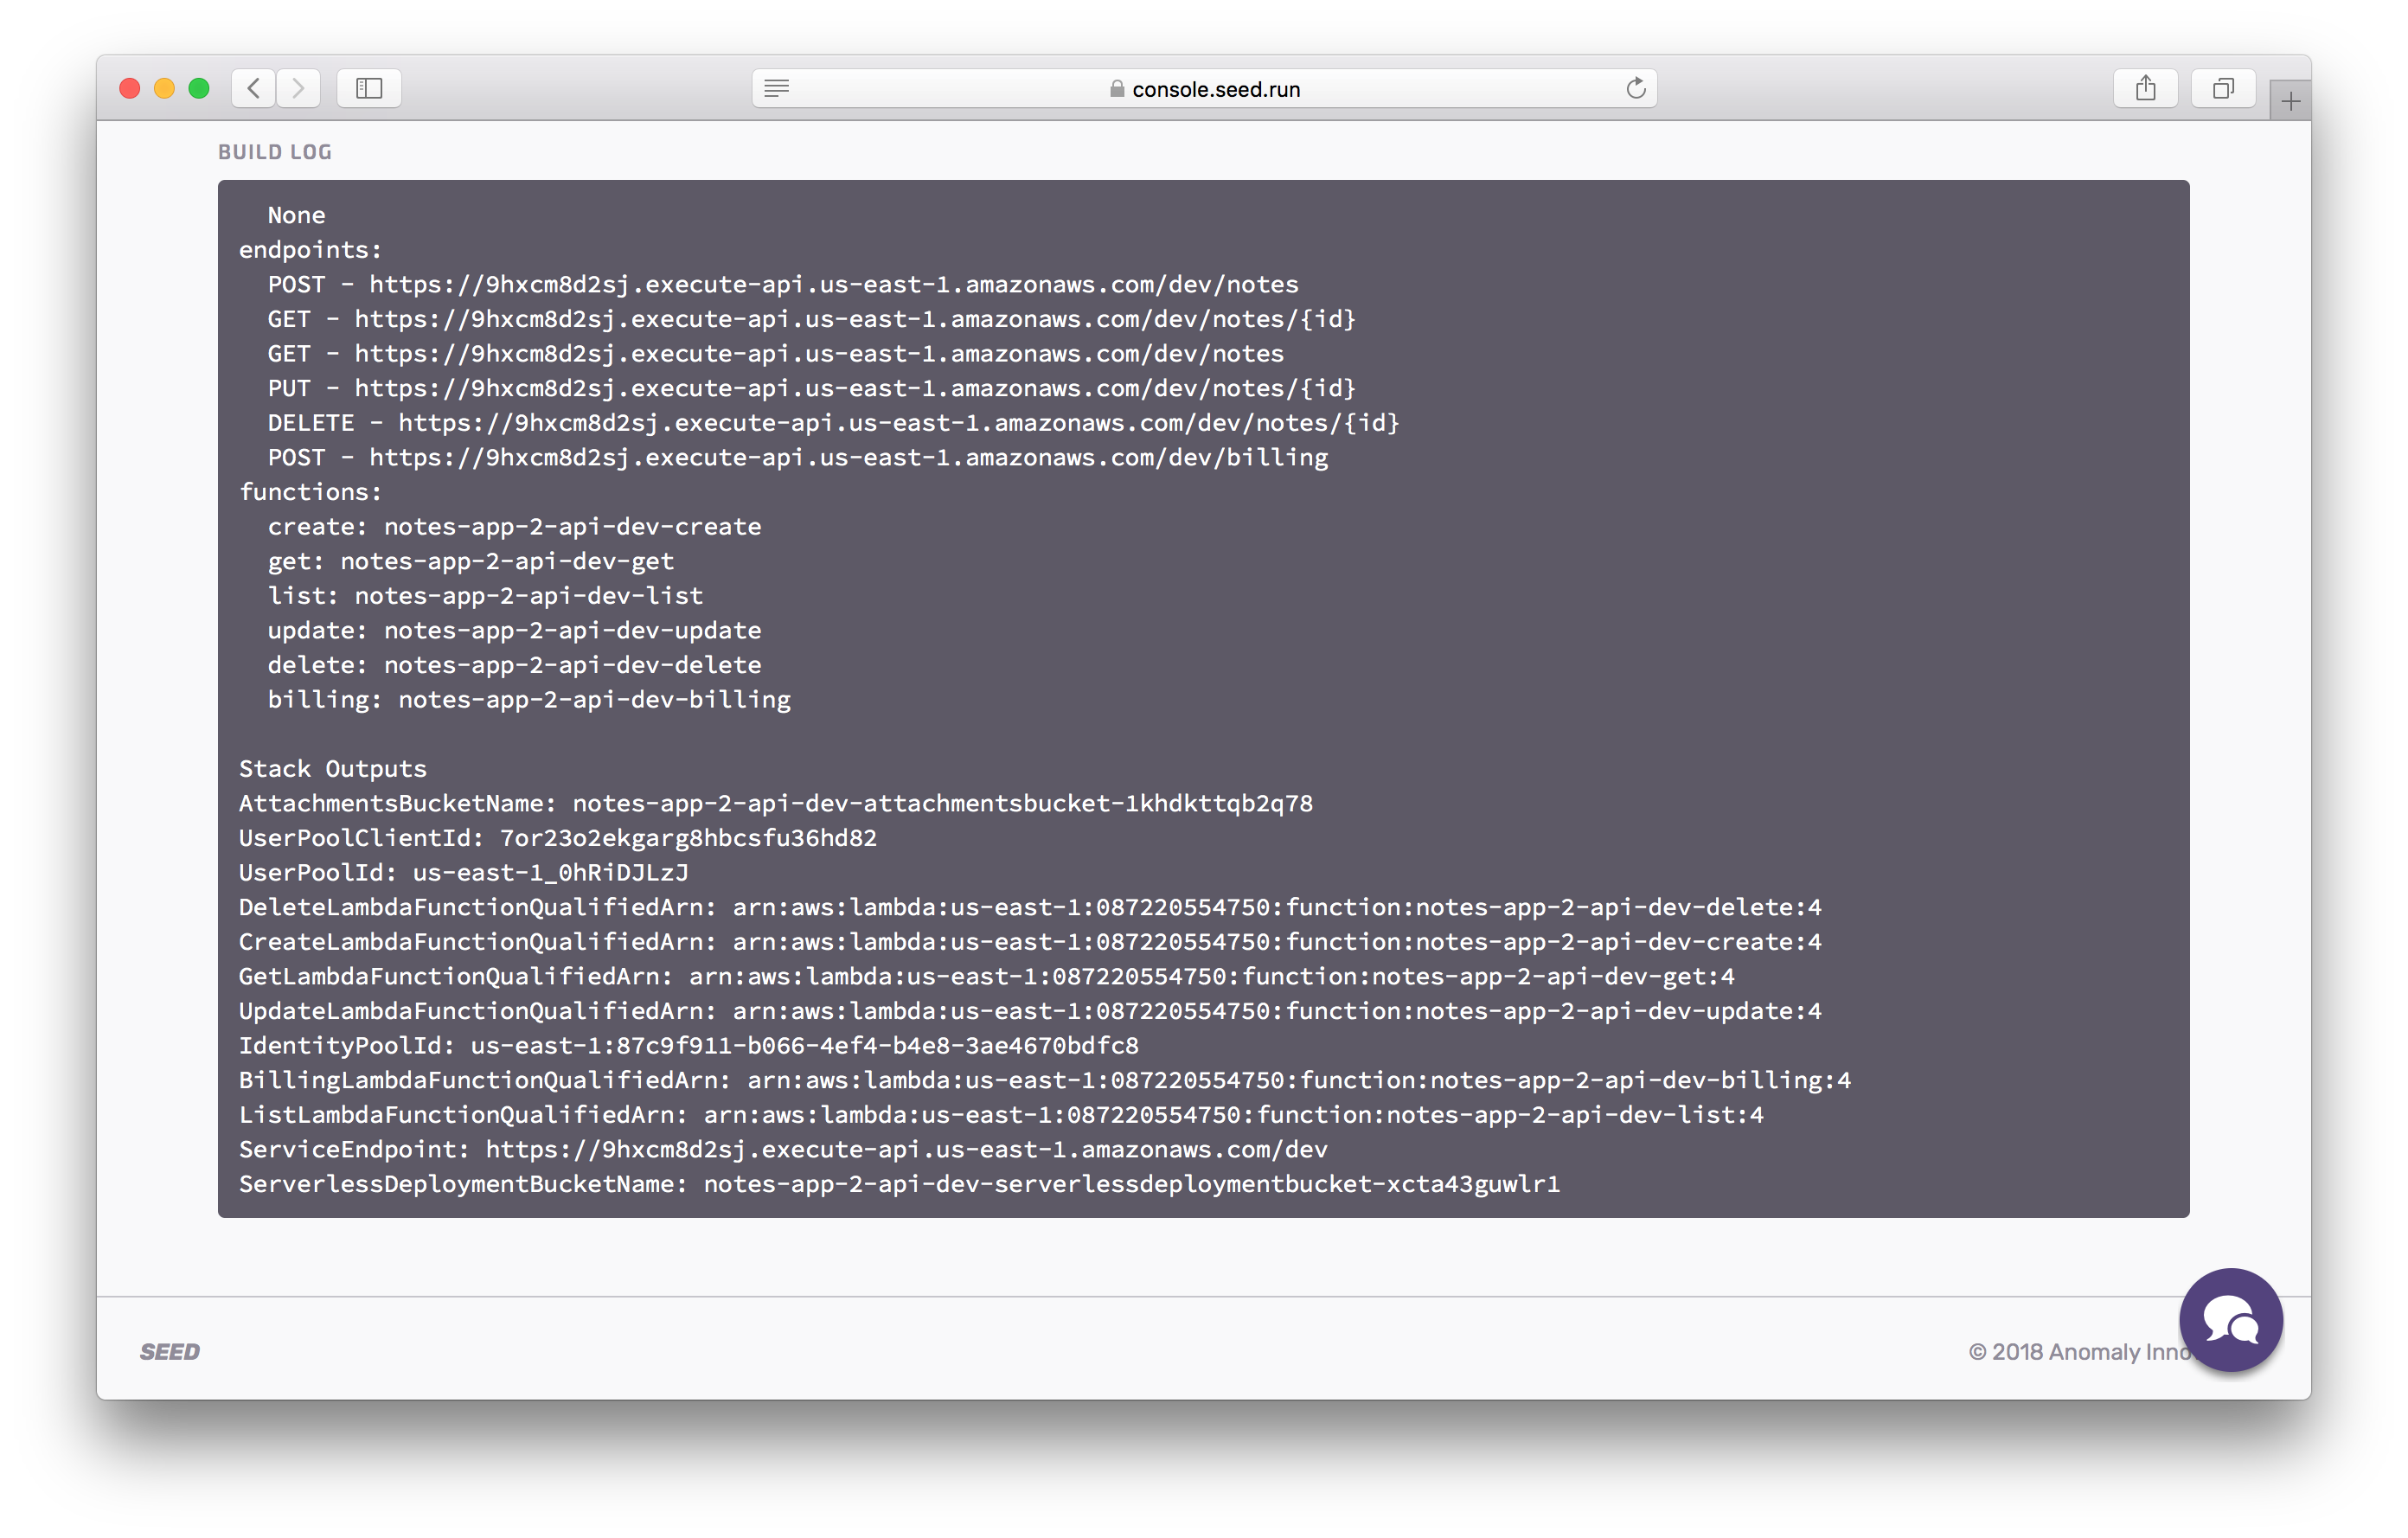 console.seed.run
BUILD LOG
None
endpoints:
POST - https://9hxcm8d2sj.execute-api.us-east-1.amazonaws.com/dev/notes
GET - https://9hxcm8d2sj.execute-api.us-east-1.amazonaws.com/dev/notes/{id}
GET - https://9hxcm8d2sj.execute-api.us-east-1.amazonaws.com/dev/notes
PUT - https://9hxcm8d2sj.execute-api.us-east-1.amazonaws.com/dev/notes/{id}
DELETE - https://9hxcm8d2sj.execute-api.us-east-1.amazonaws.com/dev/notes/{id}
POST - https://9hxcm8d2sj.execute-api.us-east-1.amazonaws.com/dev/billing
functions:
create: notes-app-2-api-dev-create
get: notes-app-2-api-dev-get
list: notes-app-2-api-dev-list
update: notes-app-2-api-dev-update
delete: notes-app-2-api-dev-delete
billing: notes-app-2-api-dev-billing
Stack Outputs
AttachmentsBucketName: notes-app-2-api-dev-attachmentsbucket-1khdkttqb2q78
UserPoolClientId: 7or23o2ekgarg8hbcsfu36hd82
UserPoolId: us-east-1_0hRiDJLzJ
DeleteLambdaFunctionQualifiedArn: arn:aws:lambda:us-east-1:087220554750:function:notes-app-2-api-dev-delete:4
CreateLambdaFunctionQualifiedArn: arn:aws:lambda:us-east-1:087220554750:function:notes-app-2-api-dev-create:4
GetLambdaFunctionQualifiedArn: arn:aws:lambda:us-east-1:087220554750:function:notes-app-2-api-dev-get:4
UpdateLambdaFunctionQualifiedArn: arn:aws:lambda:us-east-1:087220554750:function:notes-app-2-api-dev-update:4
IdentityPoolId: us-east-1:87c9f911-b066-4ef4-b4e8-3ae4670bdfc8
BillingLambdaFunctionQualifiedArn: arn:aws:lambda:us-east-1:087220554750:function:notes-app-2-api-dev-billing:4
ListLambdaFunctionQualifiedArn: arn:aws:lambda:us-east-1:087220554750:function:notes-app-2-api-dev-list:4
ServiceEndpoint: https://9hxcm8d2sj.execute-api.us-east-1.amazonaws.com/dev
ServerlessDeploymentBucketName: notes-app-2-api-dev-serverlessdeploymentbucket-xcta43guwlr1
SEED
© 2018 Anomaly